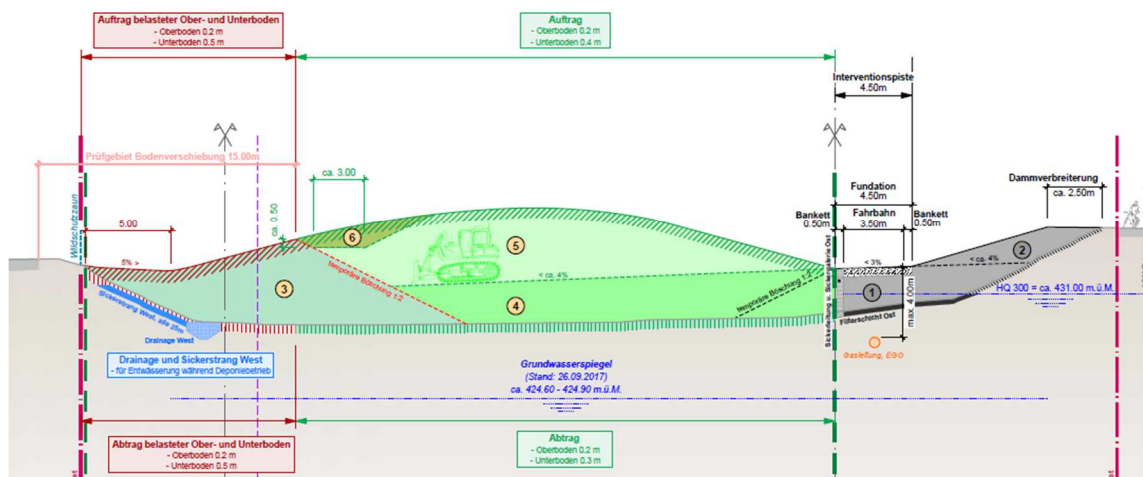 Auftrag belasteter Ober- und Unterboden
- Oberboden 0.2 m
- Unterboden 0.5 m
Auftrag
- Oberboden 0.2 m
- Unterboden 0.4 m
Interventionspiste
4.50m
Prüfgebiet Bodenverschiebung 15.00m
Wildschutzzaun
5.00
5% >
ca. 0.50
ca. 3.00
Fundation
4.50m
Bankett
0.50m
Fahrbahn
3.50m
Bankett
0.50m
Dammverbreiterung
ca. 2.50m
6
5
< ca. 4%
temporäre Böschung 1:2
3
4
temporäre Böschung 1:2
Sickerleitung u. Sickergalerie Ost
< 3%
< ca. 4%
2
1
max. 4.00m
HQ 300 = ca. 431.00 m.ü.M.
Filterschicht Ost
Gasleitung, EGO
Sickerstrang West, alle 25m
Drainage West
Drainage und Sickerstrang West
- für Entwässerung während Deponiebetrieb
Grundwasserspiegel
(Stand: 26.09.2017)
ca. 424.60 - 424.90 m.ü.M.
Abtrag belasteter Ober- und Unterboden
- Oberboden 0.2 m
- Unterboden 0.5 m
Abtrag
- Oberboden 0.2 m
- Unterboden 0.3 m